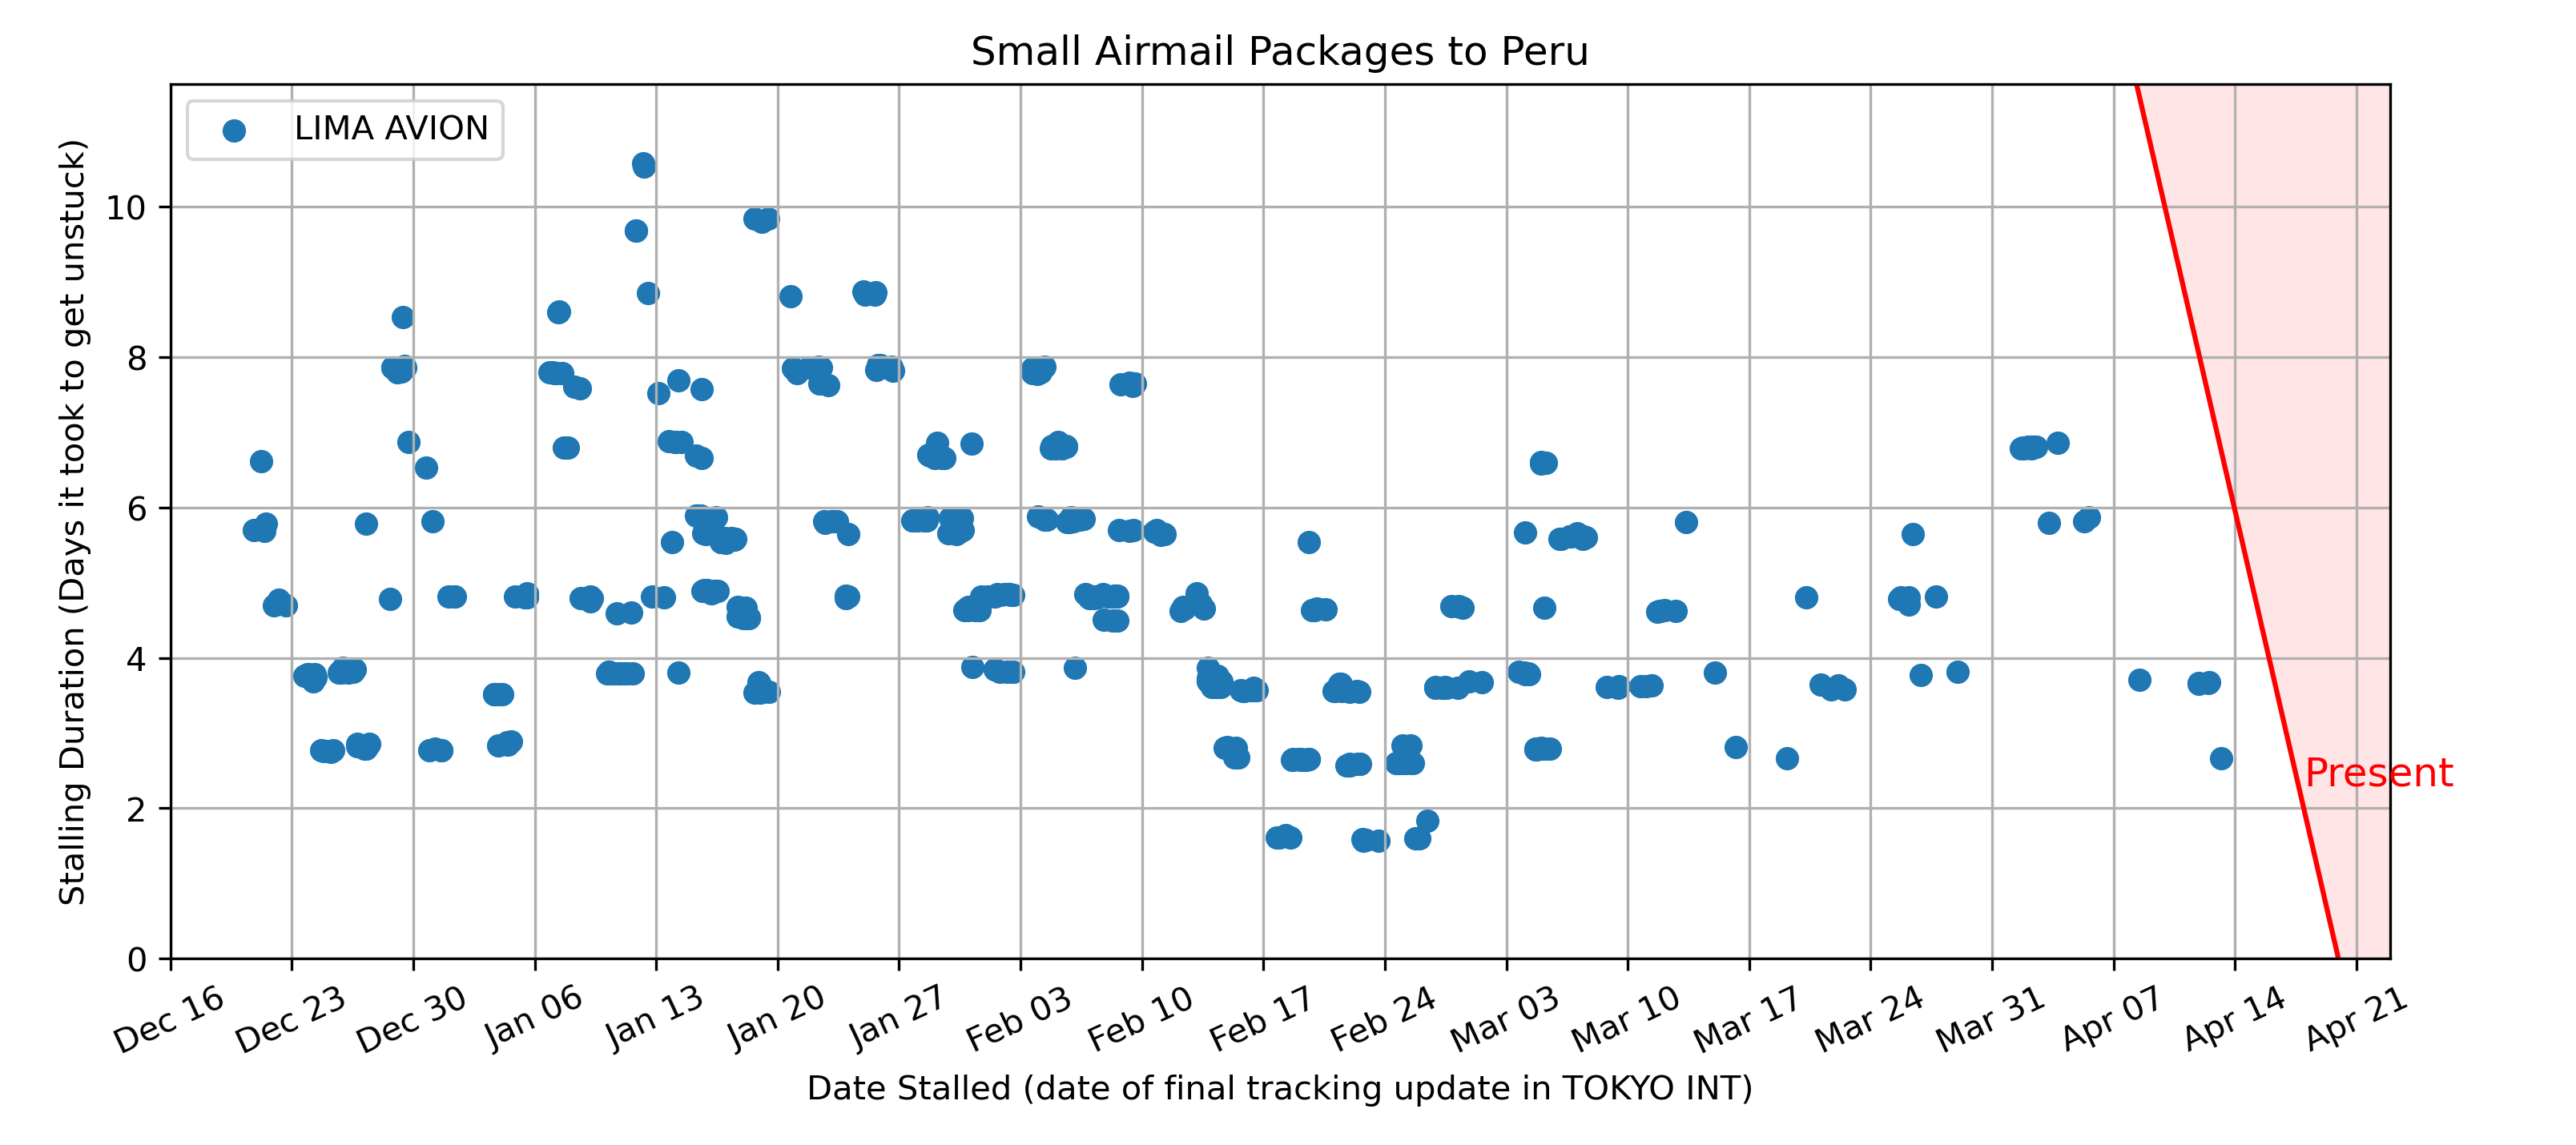 Small Airmail Packages to Peru
LIMA AVION
Stalling Duration (Days it took to get unstuck)
10
8
6
4
2
0
Present
Dec 16
Dec 23
Dec 30
Jan 06
Jan 13
Jan 20
Jan 27
Feb 03
Feb 10
Feb 17
Feb 24
Mar 03
Mar 10
Mar 17
Mar 24
Mar 31
Apr 07
Apr 14
Apr 21
Date Stalled (date of final tracking update in TOKYO INT)